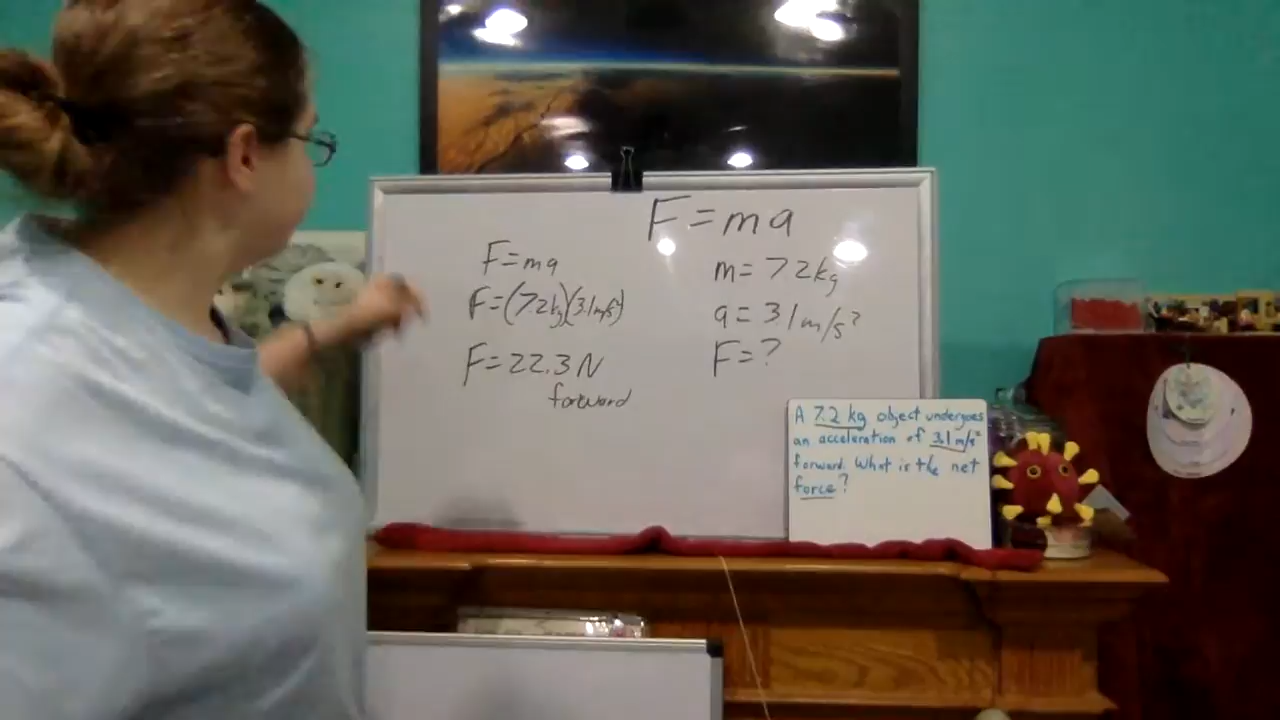 F=ma
F=ma
F=(7.2kg)(3.1m/s²)
F=22.3N
forward
m=7.2kg
a=3.1m/s²
F=?
A 7.2 kg object undergoes
an acceleration of 3.1 m/s²
forward. What is the net
force?